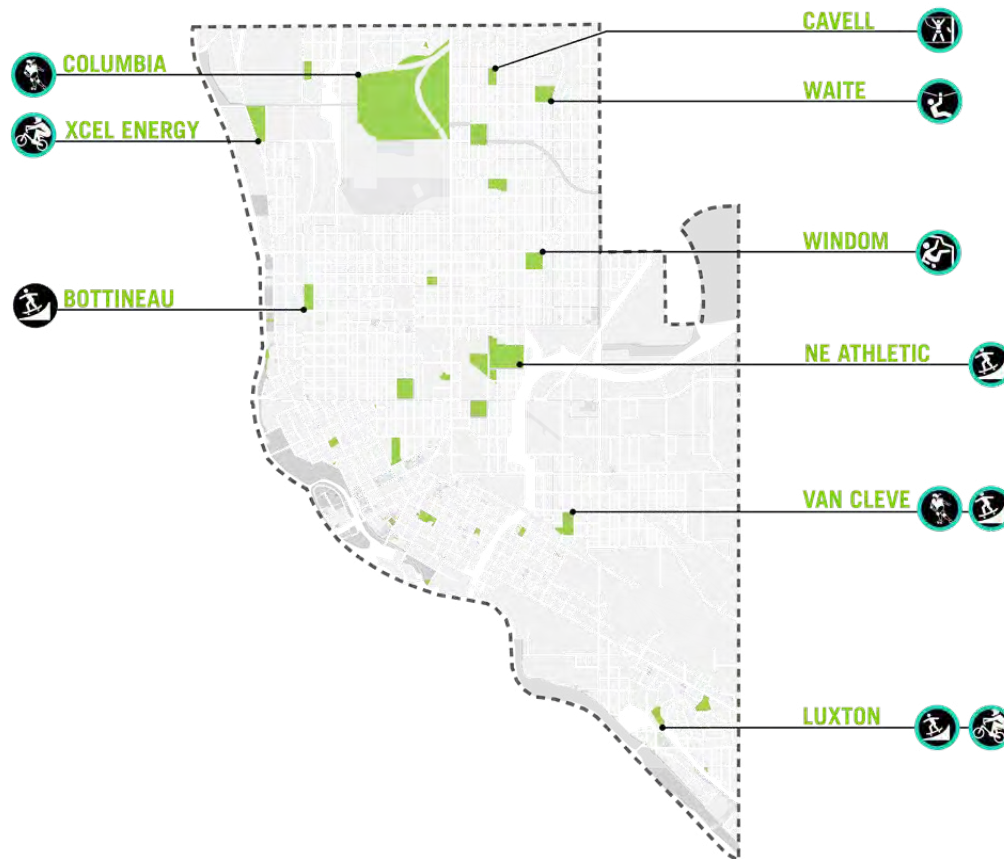 COLUMBIA
XCEL ENERGY
BOTTINEAU
CAVELL
WAITE
WINDOM
NE ATHLETIC
VAN CLEVE
LUXTON